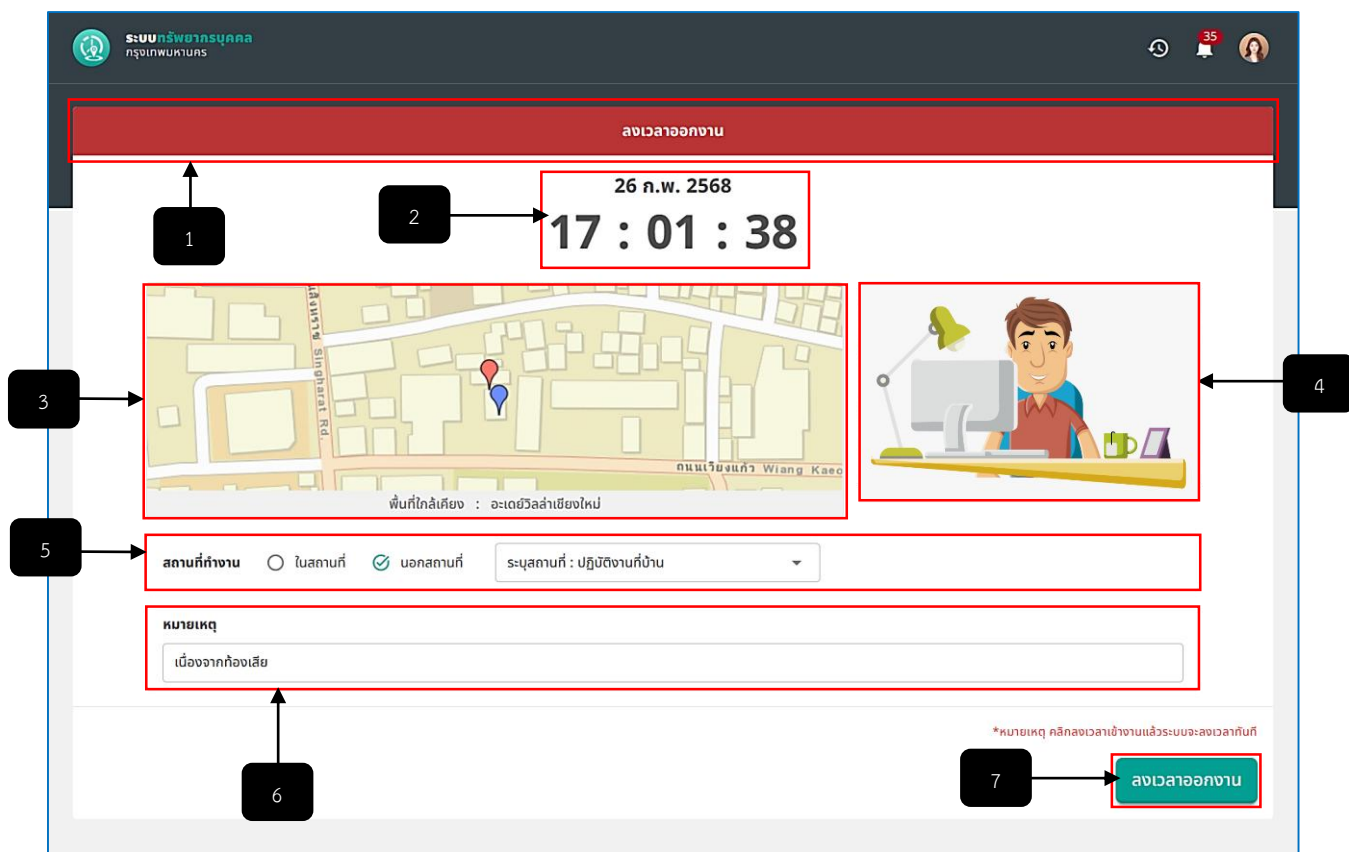 ระบบทรัพยากรบุคคล
กรุงเทพมหานคร
35
ลงเวลาออกงาน
1
26 ก.พ. 2568
2
17 : 01 : 38
Singharat Rd.
ถนนเวียงแก้ว Wiang Kaeo
3
4
พื้นที่ใกล้เคียง : อะเดย์วิลล่าเชียงใหม่
5
สถานที่ทำงาน ในสถานที่ นอกสถานที่ ระบุสถานที่ : ปฏิบัติงานที่บ้าน
หมายเหตุ
เนื่องจากท้องเสีย
*หมายเหตุ คลิกลงเวลาเข้างานแล้วระบบจะลงเวลาทันที
6
7
ลงเวลาออกงาน